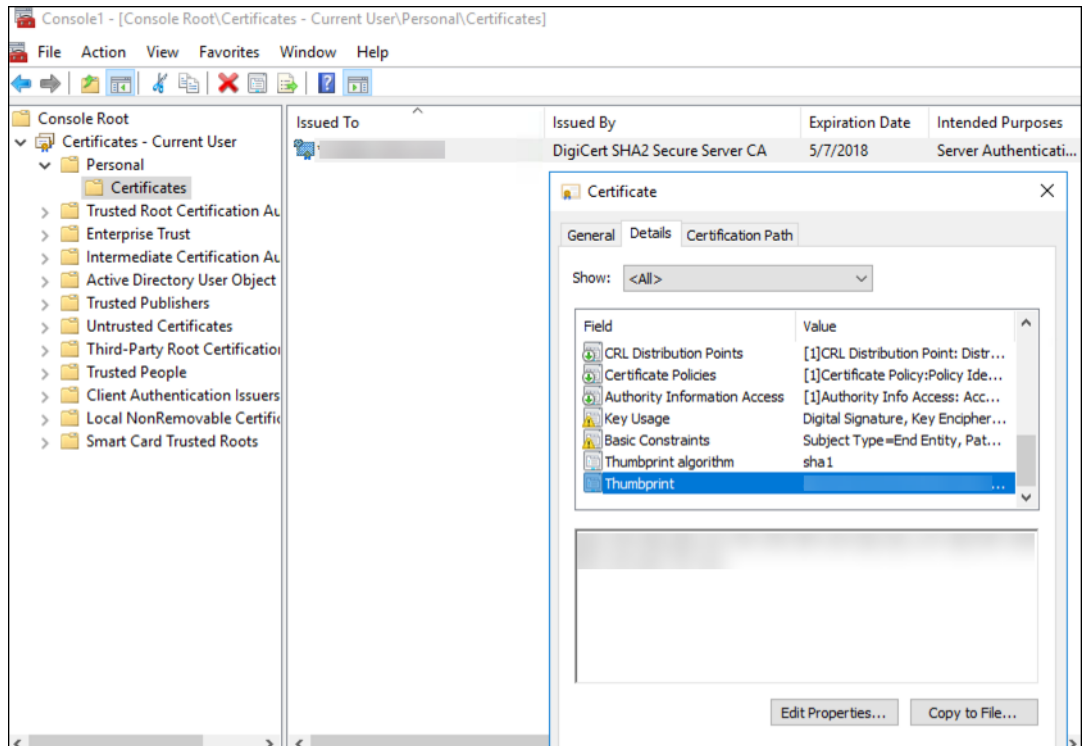 Console1 - [Console Root\Certificates - Current User\Personal\Certificates]
File Action View Favorites Window Help
Console Root
Certificates - Current User
Personal
Certificates
Trusted Root Certification Au
Enterprise Trust
Intermediate Certification Au
Active Directory User Object
Trusted Publishers
Untrusted Certificates
Third-Party Root Certification
Trusted People
Client Authentication Issuers
Local NonRemovable Certific
Smart Card Trusted Roots
Issued To Issued By Expiration Date Intended Purposes
DigiCert SHA2 Secure Server CA 5/7/2018 Server Authenticati...
Certificate
General Details Certification Path
Show: <All>
Field Value
CRL Distribution Points [1]CRL Distribution Point: Distr...
Certificate Policies [1]Certificate Policy:Policy Ide...
Authority Information Access [1]Authority Info Access: Acc...
Key Usage Digital Signature, Key Encipher...
Basic Constraints Subject Type=End Entity, Pat...
Thumbprint algorithm sha1
Thumbprint ...
Edit Properties... Copy to File...